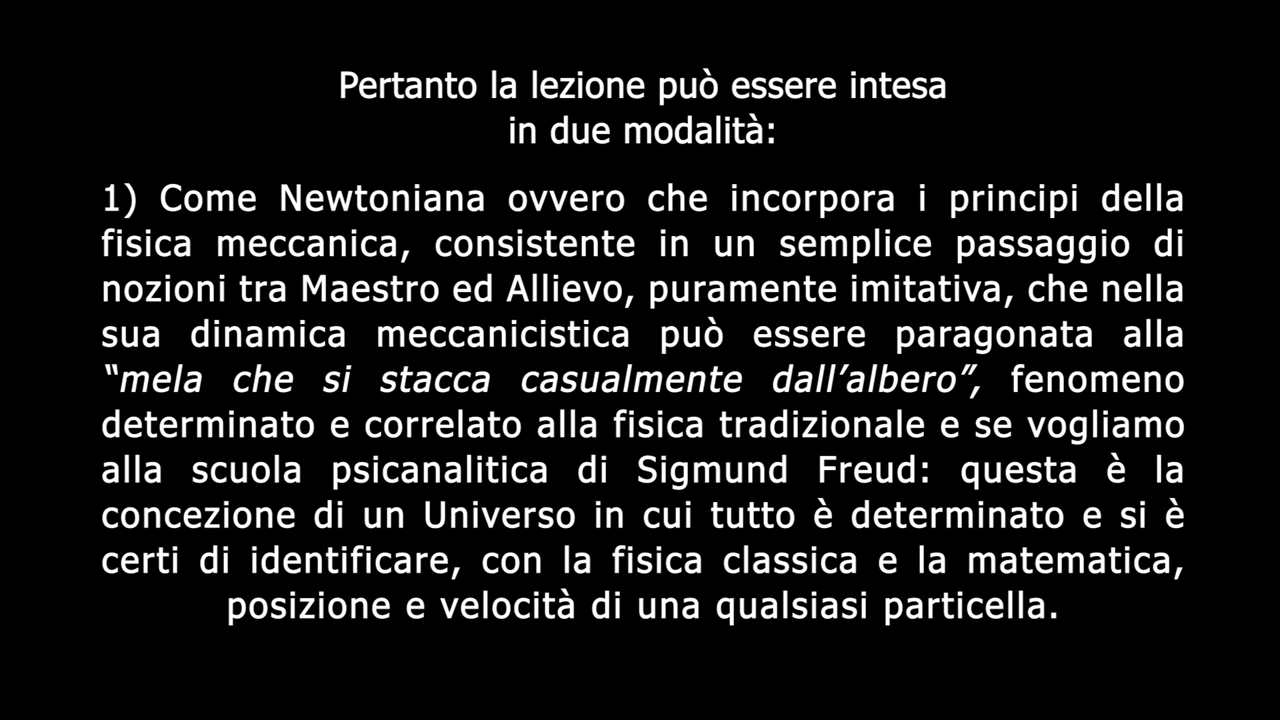 Pertanto la lezione può essere intesa
in due modalità:
1) Come Newtoniana ovvero che incorpora i principi della
fisica meccanica, consistente in un semplice passaggio di
nozioni tra Maestro ed Allievo, puramente imitativa, che nella
sua dinamica meccanicistica può essere paragonata alla
“mela che si stacca casualmente dall’albero”, fenomeno
determinato e correlato alla fisica tradizionale e se vogliamo
alla scuola psicanalitica di Sigmund Freud: questa è la
concezione di un Universo in cui tutto è determinato e si è
certi di identificare, con la fisica classica e la matematica,
posizione e velocità di una qualsiasi particella.